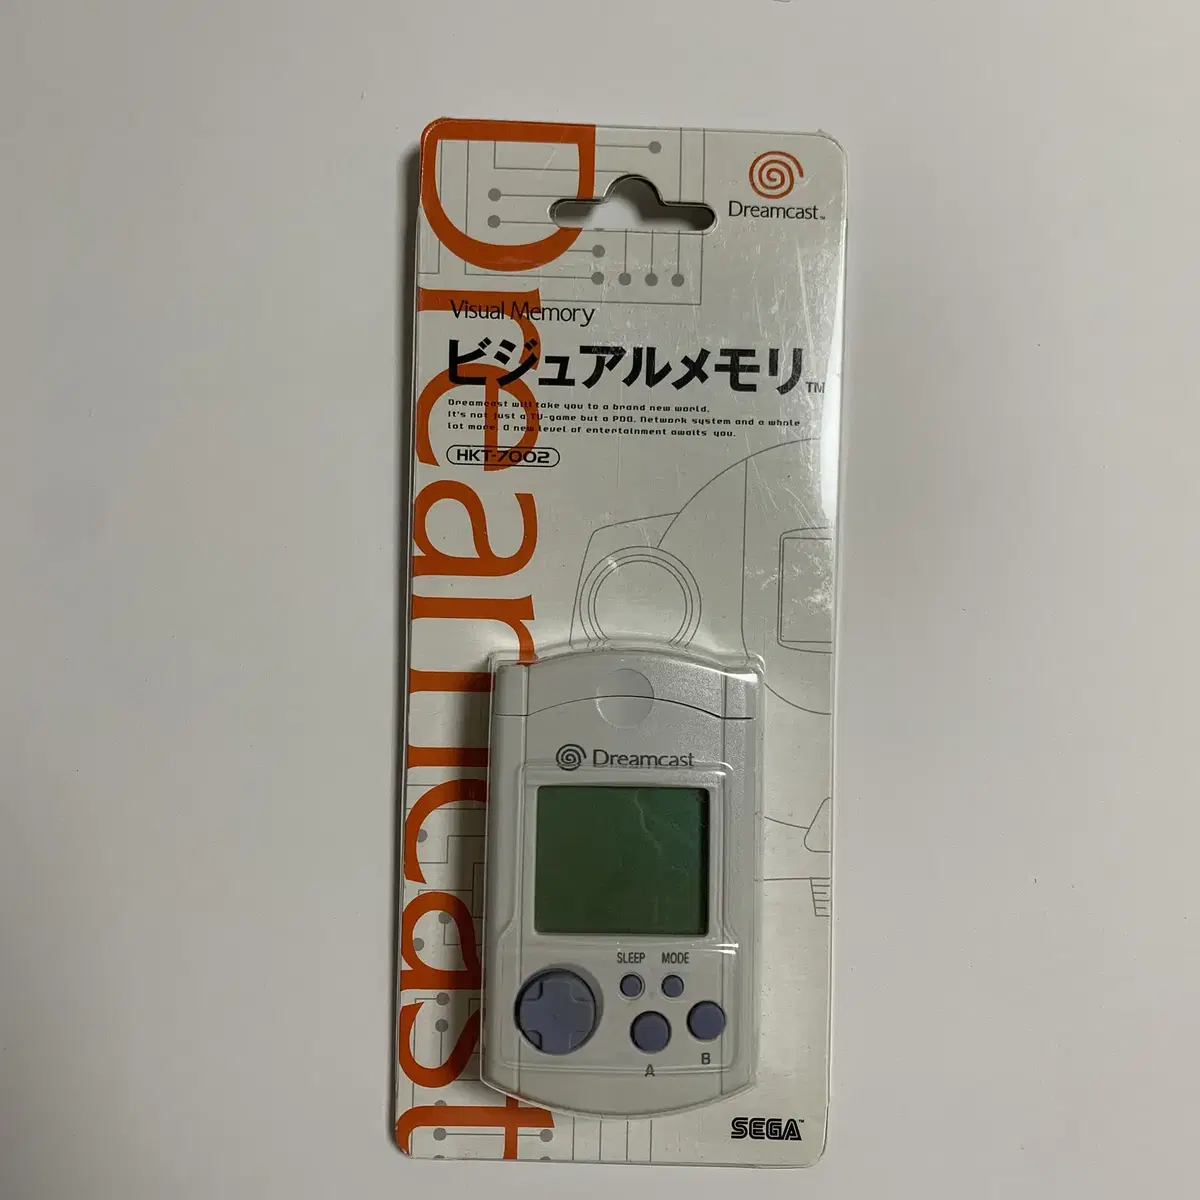 Dreamcast
Dreamcast™
Visual Memory
ビジュアルメモリ™
Dreamcast will take you to a brand new world.
It's not just a TV-game but a PDA, Network system and a whole
lot more. A new level of entertainment awaits you.
HKT-7002
Dreamcast
SLEEP MODE
A B
SEGA™